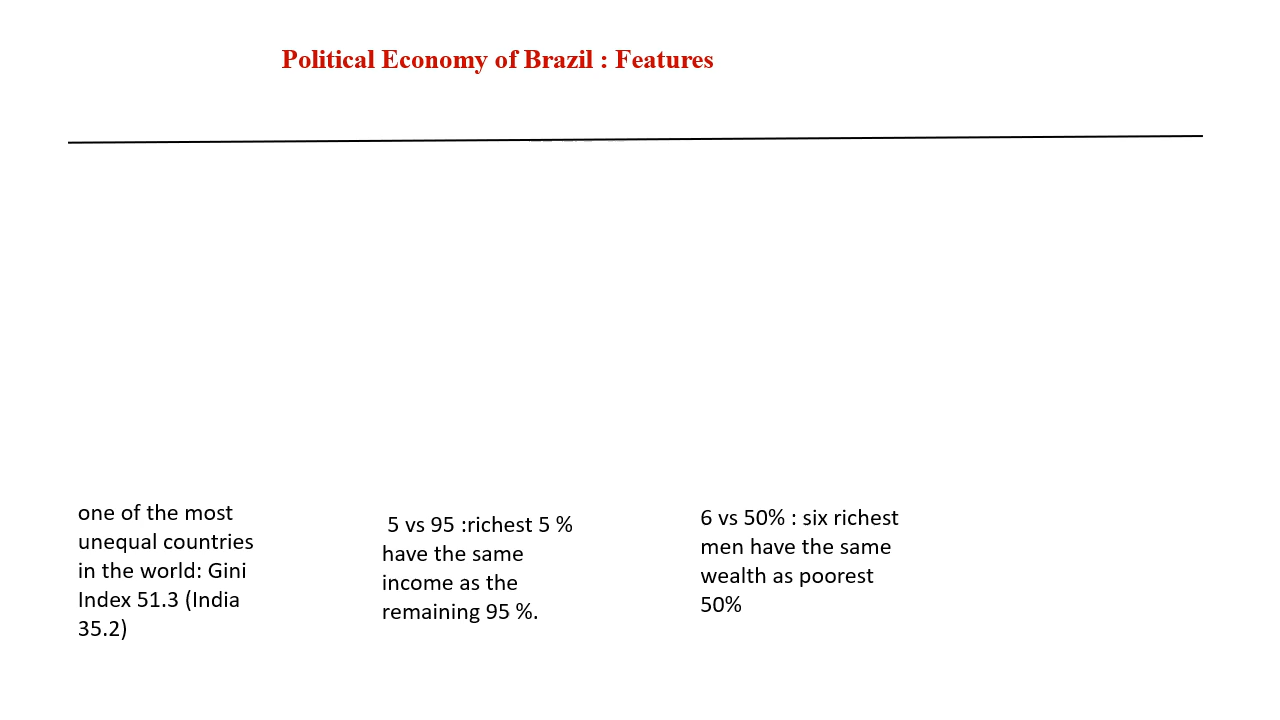 Political Economy of Brazil : Features
one of the most
unequal countries
in the world: Gini
Index 51.3 (India
35.2)
5 vs 95 :richest 5 %
have the same
income as the
remaining 95 %.
6 vs 50% : six richest
men have the same
wealth as poorest
50%